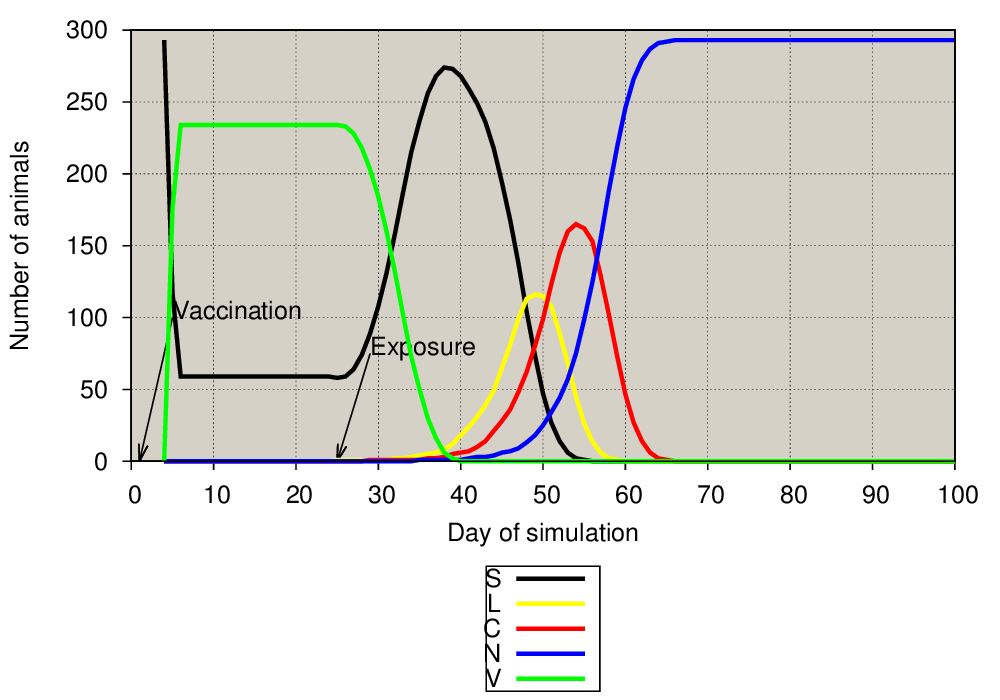 300
250
200
150
100
50
0
Number of animals
Vaccination
Exposure
0 10 20 30 40 50 60 70 80 90 100
Day of simulation
S
L
C
N
V